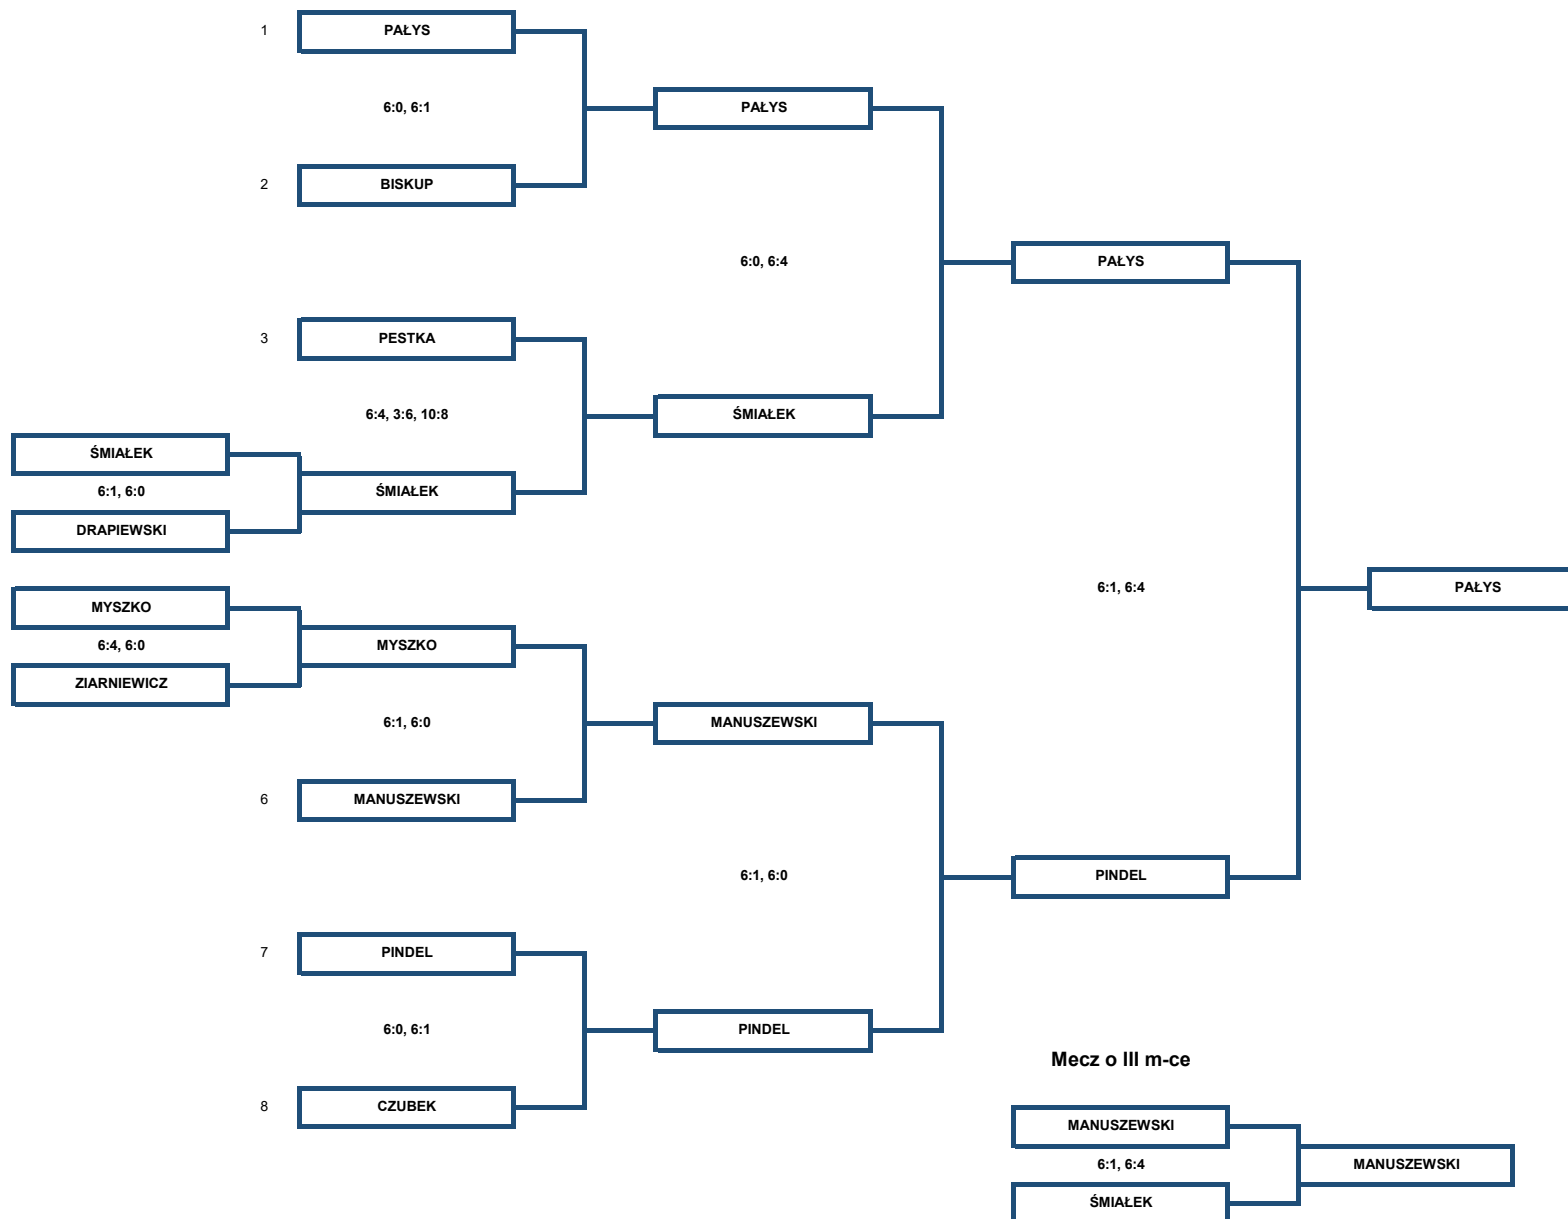 1
PAŁYS
6:0, 6:1
PAŁYS
2
BISKUP
6:0, 6:4
PAŁYS
3
PESTKA
6:4, 3:6, 10:8
ŚMIAŁEK
ŚMIAŁEK
6:1, 6:0
ŚMIAŁEK
DRAPIEWSKI
6:1, 6:4
PAŁYS
MYSZKO
6:4, 6:0
MYSZKO
ZIARNIEWICZ
6:1, 6:0
MANUSZEWSKI
6
MANUSZEWSKI
6:1, 6:0
PINDEL
7
PINDEL
6:0, 6:1
PINDEL
8
CZUBEK
Mecz o III m-ce
MANUSZEWSKI
6:1, 6:4
MANUSZEWSKI
ŚMIAŁEK